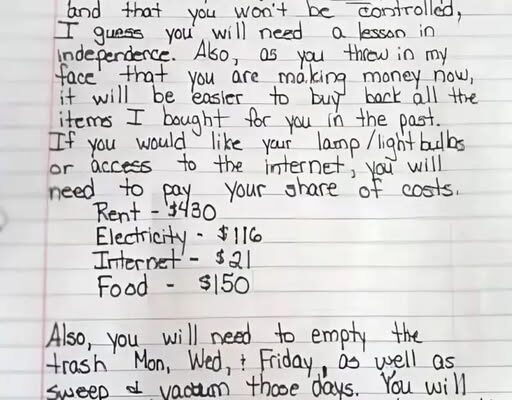 and that you won't be controlled,
I guess you will need a lesson in
independence. Also, as you threw in my
face that you are making money now,
it will be easier to buy back all the
items I bought for you in the past.
If you would like your lamp/lightbulbs
or access to the internet, you will
need to pay your share of costs.
Rent - $430
Electricity - $116
Internet - $21
Food - $150
Also, you will need to empty the
trash Mon, Wed, + Friday, as well as
sweep & vacuum those days. You will